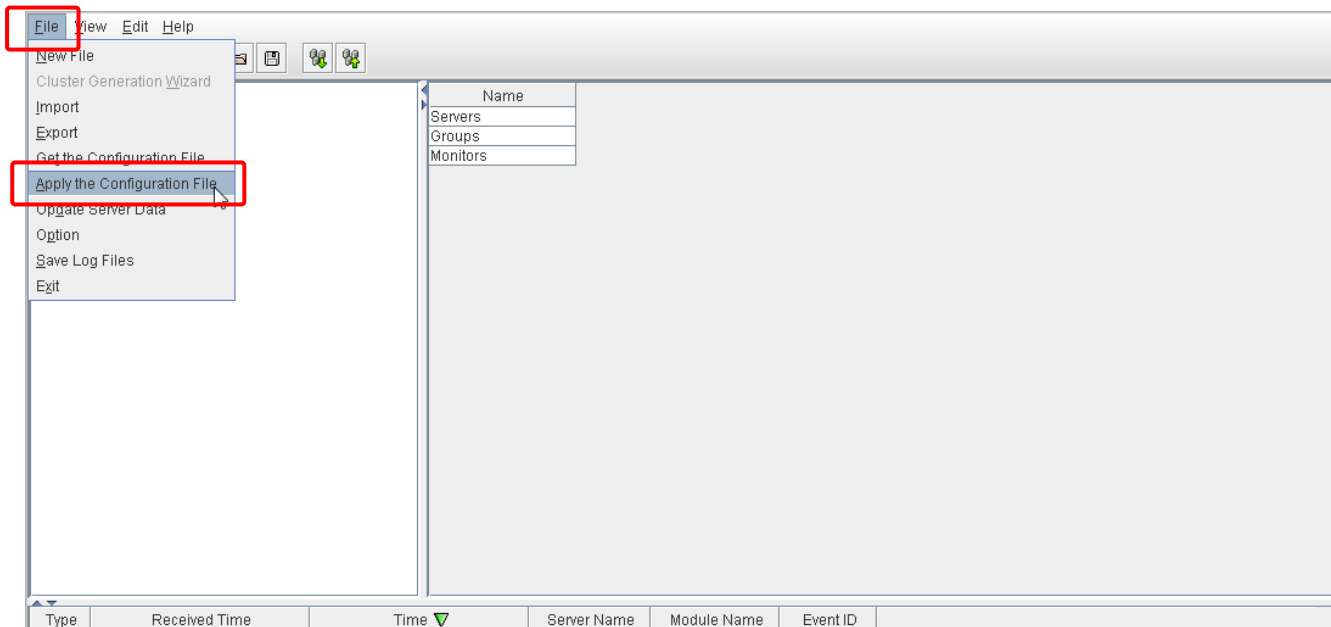 File View Edit Help
New File
Cluster Generation Wizard
Import
Export
Get the Configuration File
Apply the Configuration File
Update Server Data
Option
Save Log Files
Exit
Name
Servers
Groups
Monitors
Type Received Time Time Server Name Module Name Event ID